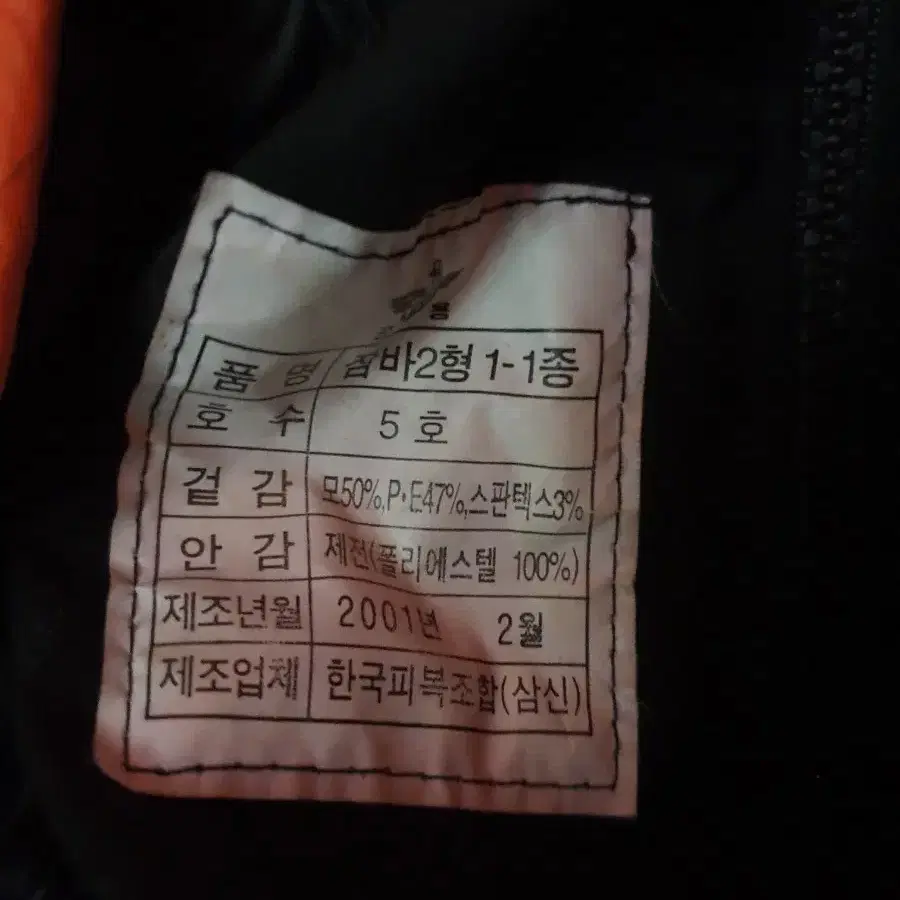 품 명 점바2형 1-1종
호 수 5 호
겉 감 모50%,P·E47%,스판텍스3%
안 감 제전(폴리에스텔 100%)
제조년월 2001년 2월
제조업체 한국피복조합(삼신)